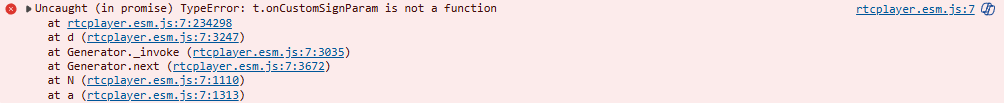 Uncaught (in promise) TypeError: t.onCustomSignParam is not a function rtcplayer.esm.js:7
at rtcplayer.esm.js:7:234298
at d (rtcplayer.esm.js:7:3247)
at Generator._invoke (rtcplayer.esm.js:7:3035)
at Generator.next (rtcplayer.esm.js:7:3672)
at N (rtcplayer.esm.js:7:1110)
at a (rtcplayer.esm.js:7:1313)